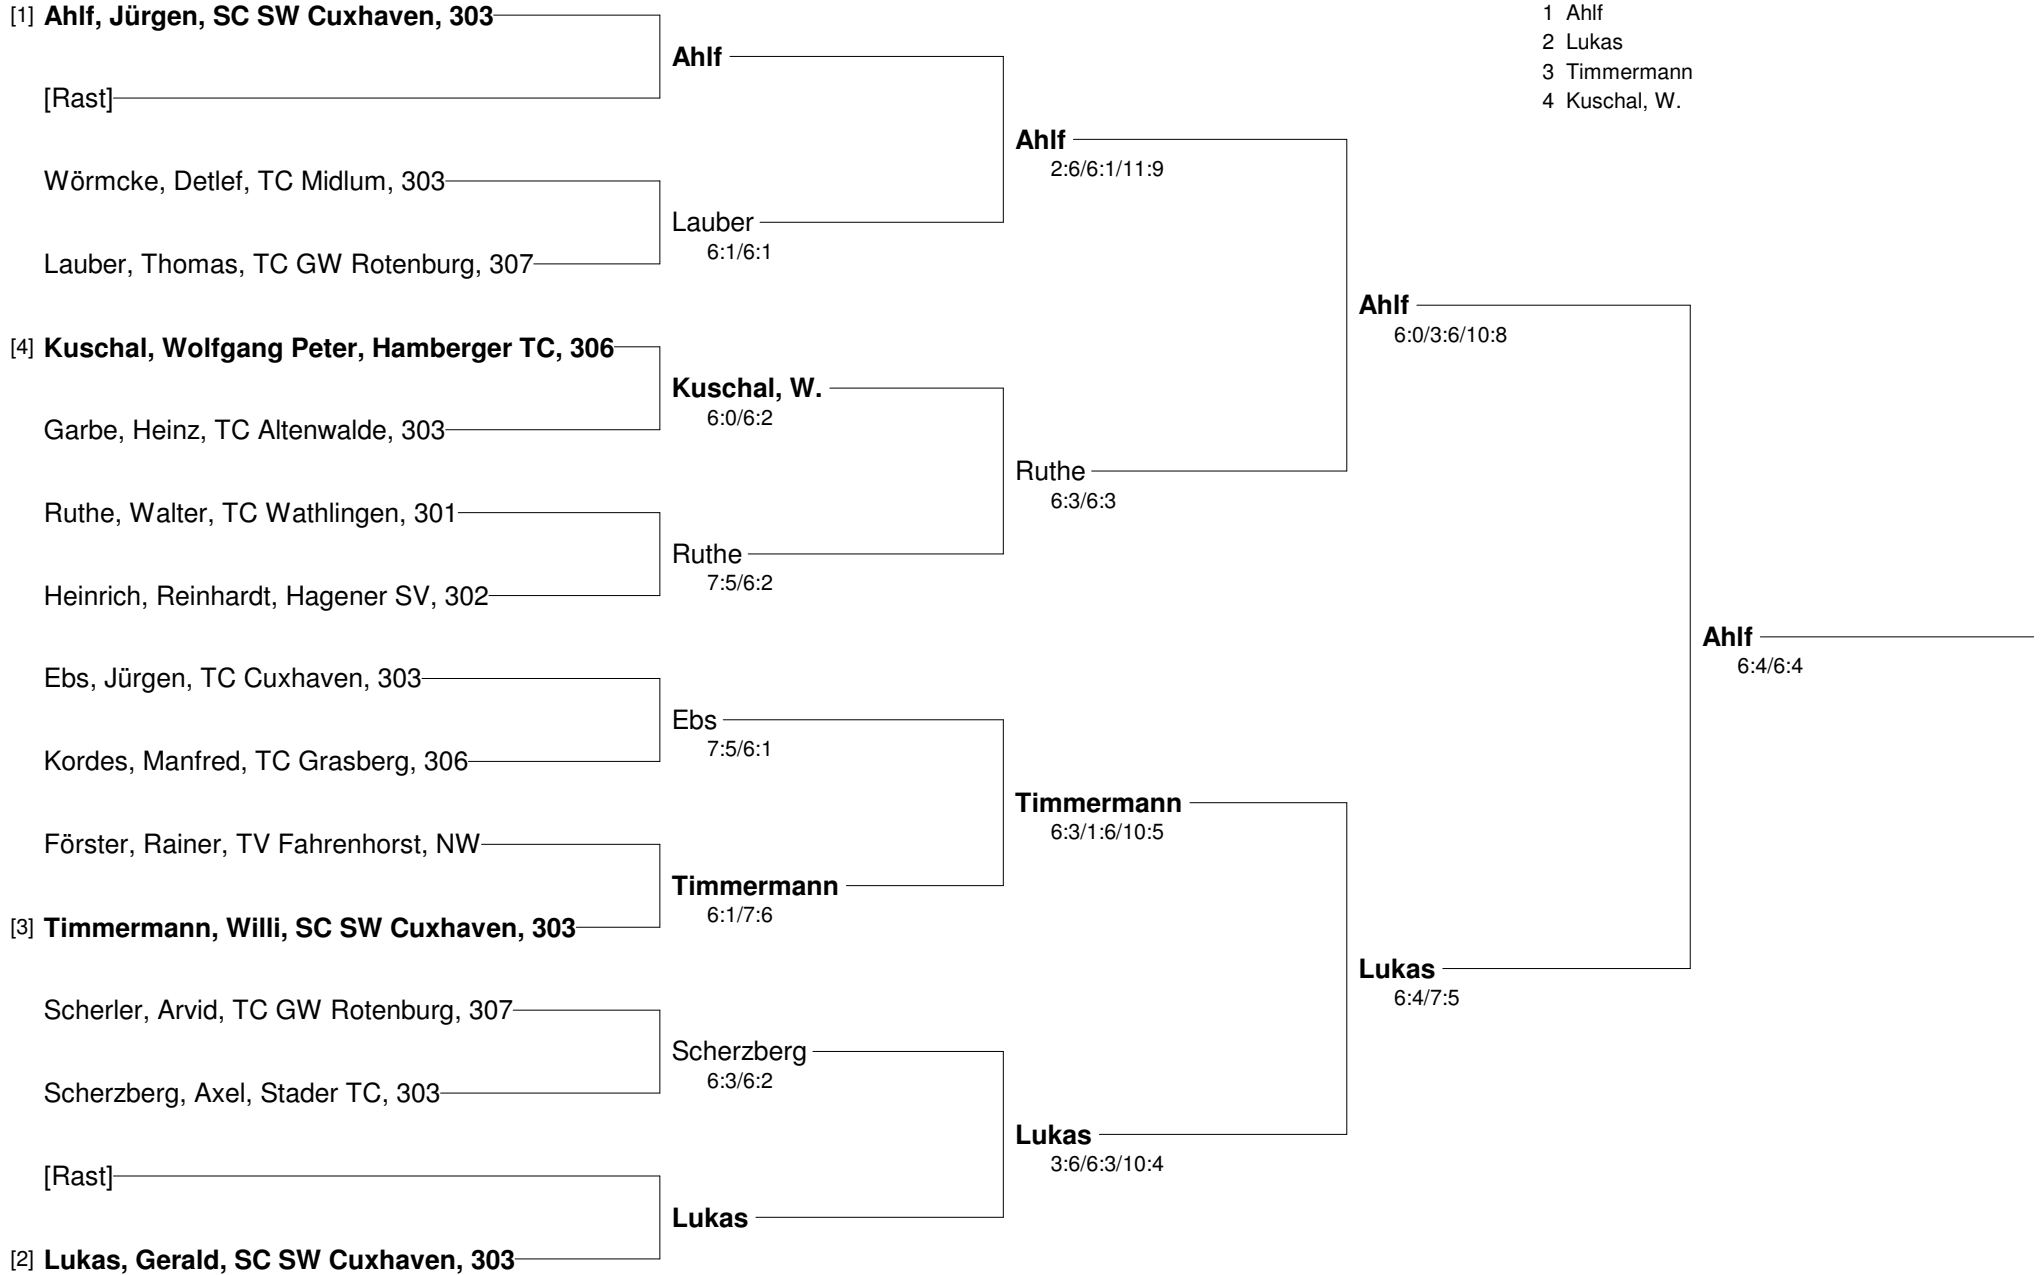 [1] Ahlf, Jürgen, SC SW Cuxhaven, 303
[Rast]
Wörmcke, Detlef, TC Midlum, 303
Lauber, Thomas, TC GW Rotenburg, 307
[4] Kuschal, Wolfgang Peter, Hamberger TC, 306
Garbe, Heinz, TC Altenwalde, 303
Ruthe, Walter, TC Wathlingen, 301
Heinrich, Reinhardt, Hagener SV, 302
Ebs, Jürgen, TC Cuxhaven, 303
Kordes, Manfred, TC Grasberg, 306
Förster, Rainer, TV Fahrenhorst, NW
[3] Timmermann, Willi, SC SW Cuxhaven, 303
Scherler, Arvid, TC GW Rotenburg, 307
Scherzberg, Axel, Stader TC, 303
[Rast]
[2] Lukas, Gerald, SC SW Cuxhaven, 303
Ahlf
Lauber
6:1/6:1
Kuschal, W.
6:0/6:2
Ruthe
7:5/6:2
Ebs
7:5/6:1
Timmermann
6:1/7:6
Scherzberg
6:3/6:2
Lukas
Ahlf
2:6/6:1/11:9
Ruthe
6:3/6:3
Timmermann
6:3/1:6/10:5
Lukas
3:6/6:3/10:4
Ahlf
6:0/3:6/10:8
Lukas
6:4/7:5
Ahlf
6:4/6:4
1 Ahlf
2 Lukas
3 Timmermann
4 Kuschal, W.